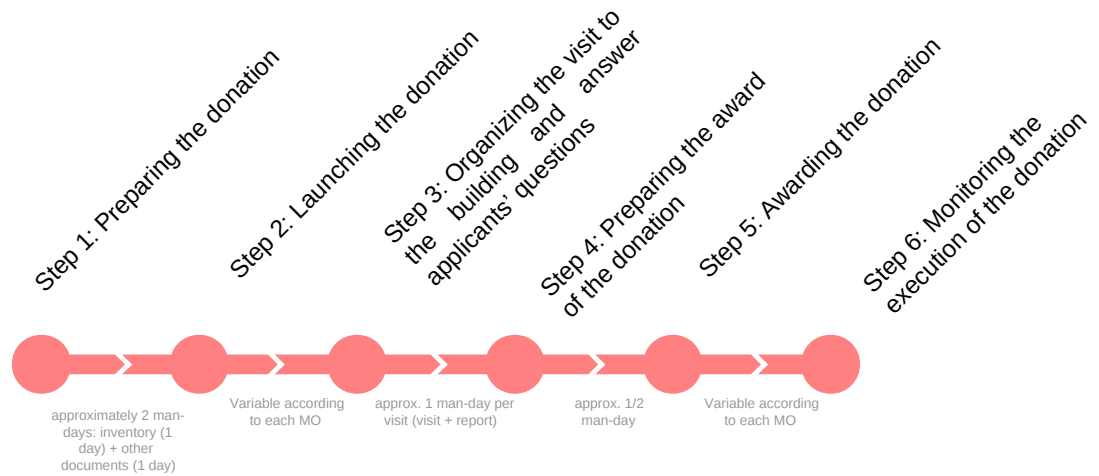 Step 1: Preparing the donation
Step 2: Launching the donation
Step 3: Organizing the visit to
the building and answer
applicants’ questions
Step 4: Preparing the award
of the donation
Step 5: Awarding the donation
Step 6: Monitoring the
execution of the donation
approximately 2 man-
days: inventory (1
day) + other
documents (1 day)
Variable according
to each MO
approx. 1 man-day per
visit (visit + report)
approx. 1/2
man-day
Variable according
to each MO